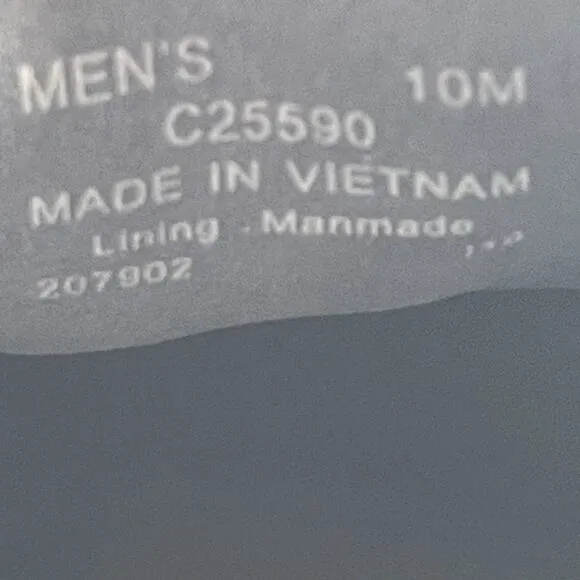 MEN'S 10M
C25590
MADE IN VIETNAM
Lining - Manmade
207902